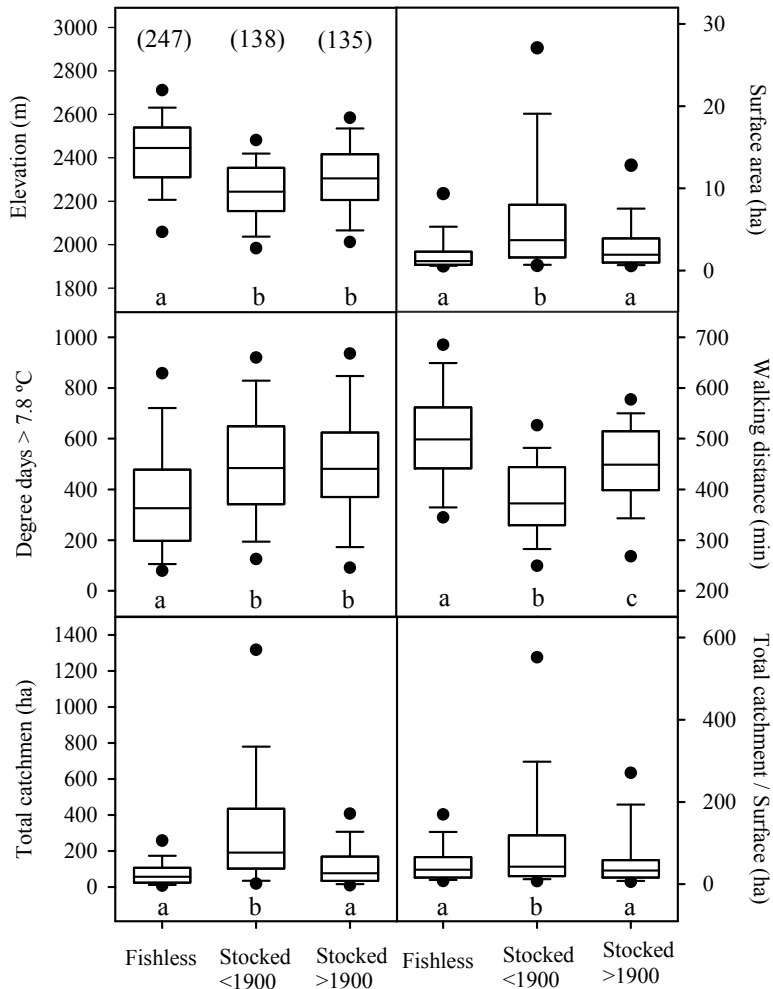 Elevation (m)
3000
2800
2600
2400
2200
2000
1800
(247) (138) (135)
a b b
30
20
10
0
Surface area (ha)
a b a
Degree days > 7.8 ºC
1000
800
600
400
200
0
a b b
700
600
500
400
300
200
Walking distance (min)
a b c
Total catchmen (ha)
1400
1200
1000
800
600
400
200
0
a b a
600
400
200
0
Total catchment / Surface (ha)
a b a
Fishless
Stocked <1900
Stocked >1900
Fishless
Stocked <1900
Stocked >1900